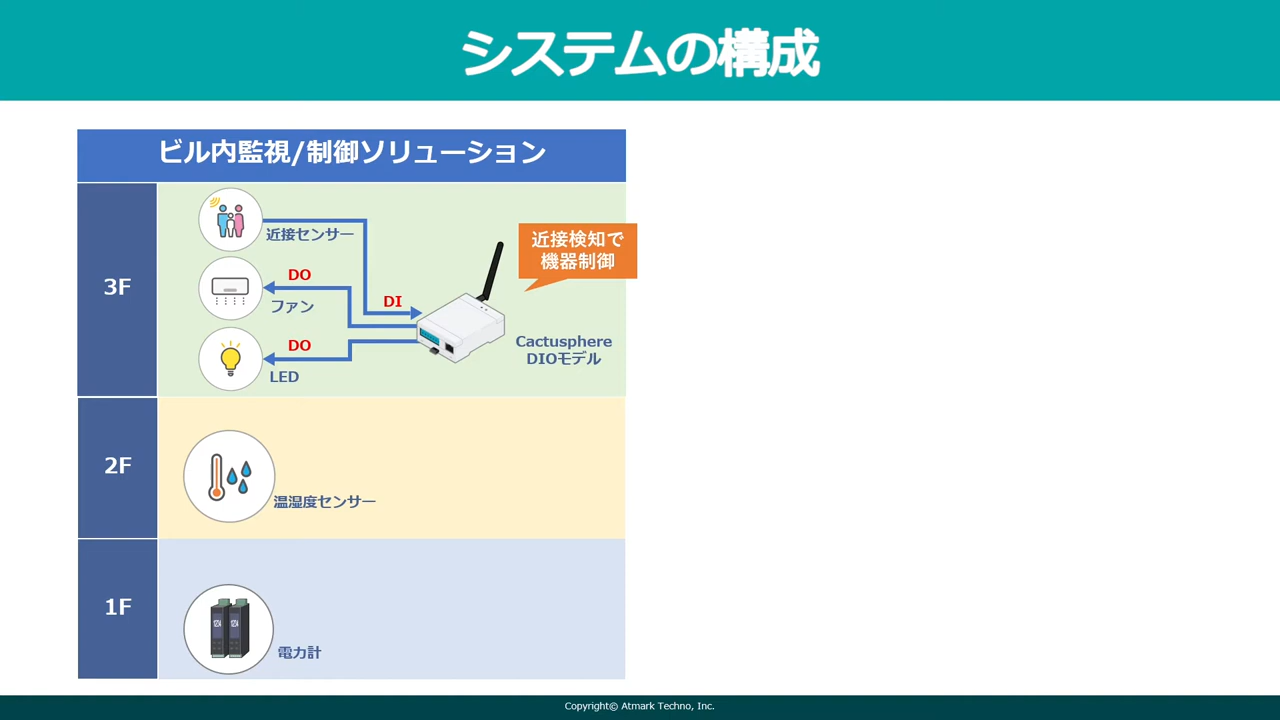 システムの構成
ビル内監視/制御ソリューション
3F
近接センサー
DO
ファン
DO
LED
DI
近接検知で
機器制御
Cactusphere
DIOモデル
2F
温湿度センサー
1F
1234
1234
電力計
Copyright© Atmark Techno, Inc.